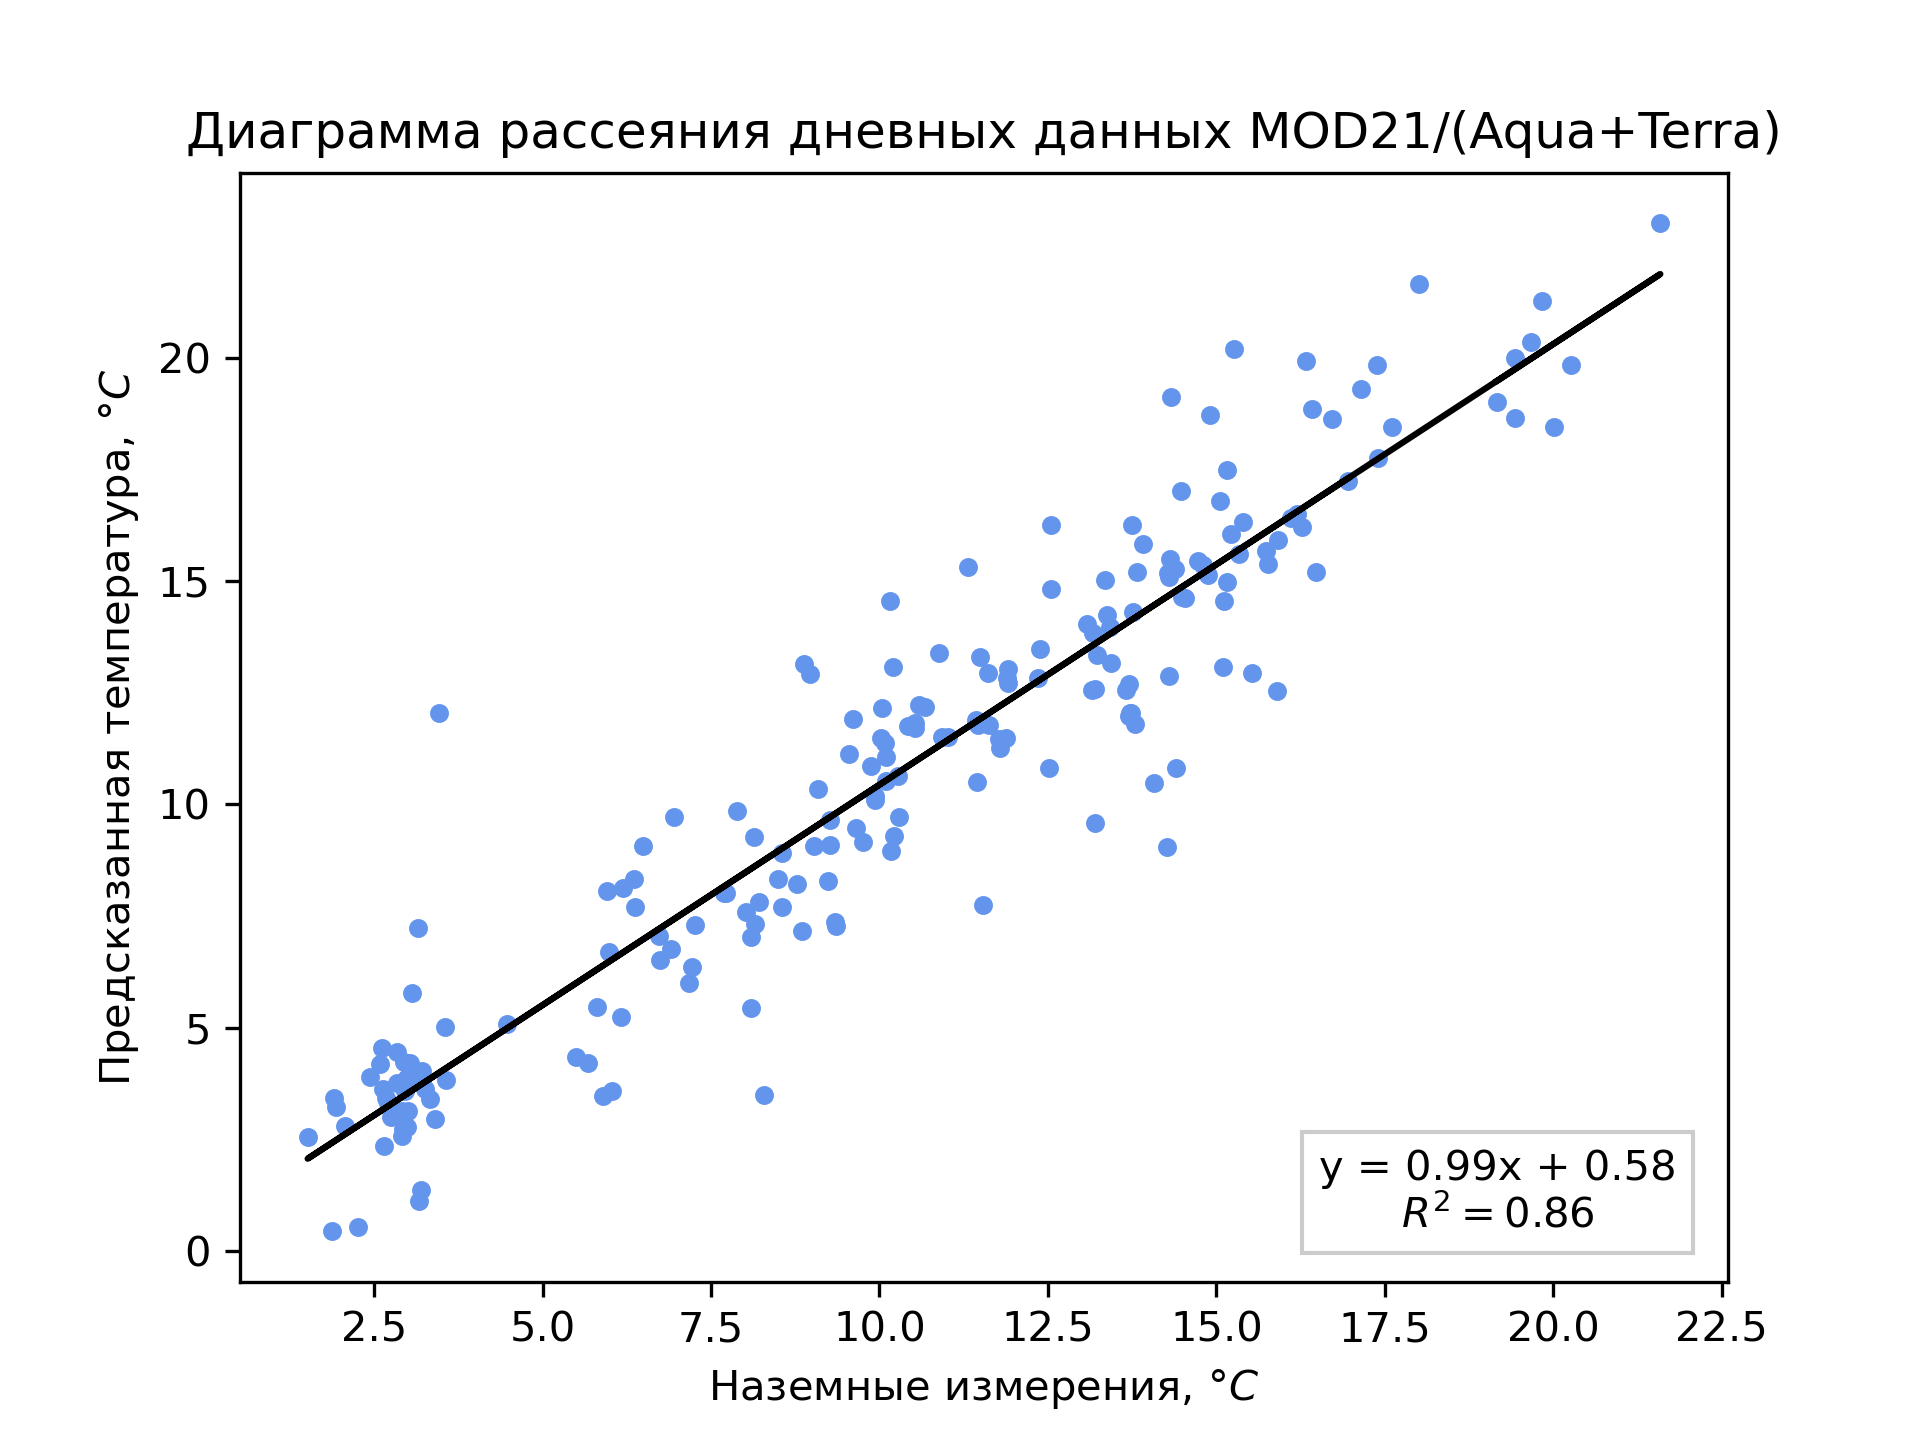 Диаграмма рассеяния дневных данных MOD21/(Aqua+Terra)
Предсказанная температура, °C
20
15
10
5
0
y = 0.99x + 0.58
R² = 0.86
2.5 5.0 7.5 10.0 12.5 15.0 17.5 20.0 22.5
Наземные измерения, °C